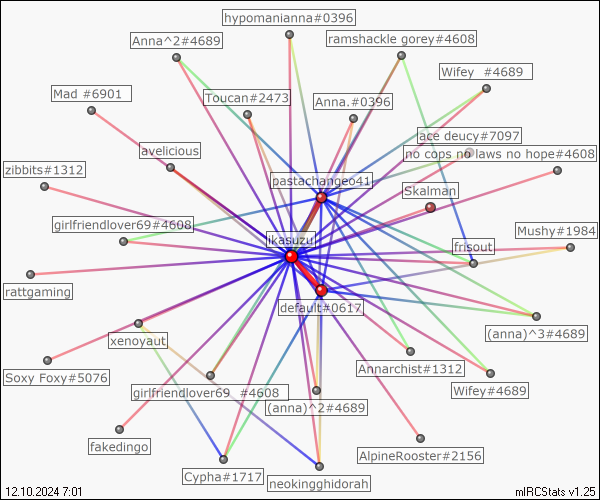 hypomanianna#0396
Anna^2#4689
ramshackle gorey#4608
Wifey  #4689
Mad #6901
Toucan#2473
Anna.#0396
ace deucy#7097
avelicious
no cops no laws no hope#4608
zibbits#1312
pastachangeo41
Skalman
girlfriendlover69#4608
Mushy#1984
ikasuzu
frisout
rattgaming
default#0617
(anna)^3#4689
xenoyaut
Annarchist#1312
Soxy Foxy#5076
girlfriendlover69  #4608
Wifey#4689
(anna)^2#4689
fakedingo
AlpineRooster#2156
Cypha#1717
neokingghidorah
12.10.2024 7:01
mIRCStats v1.25